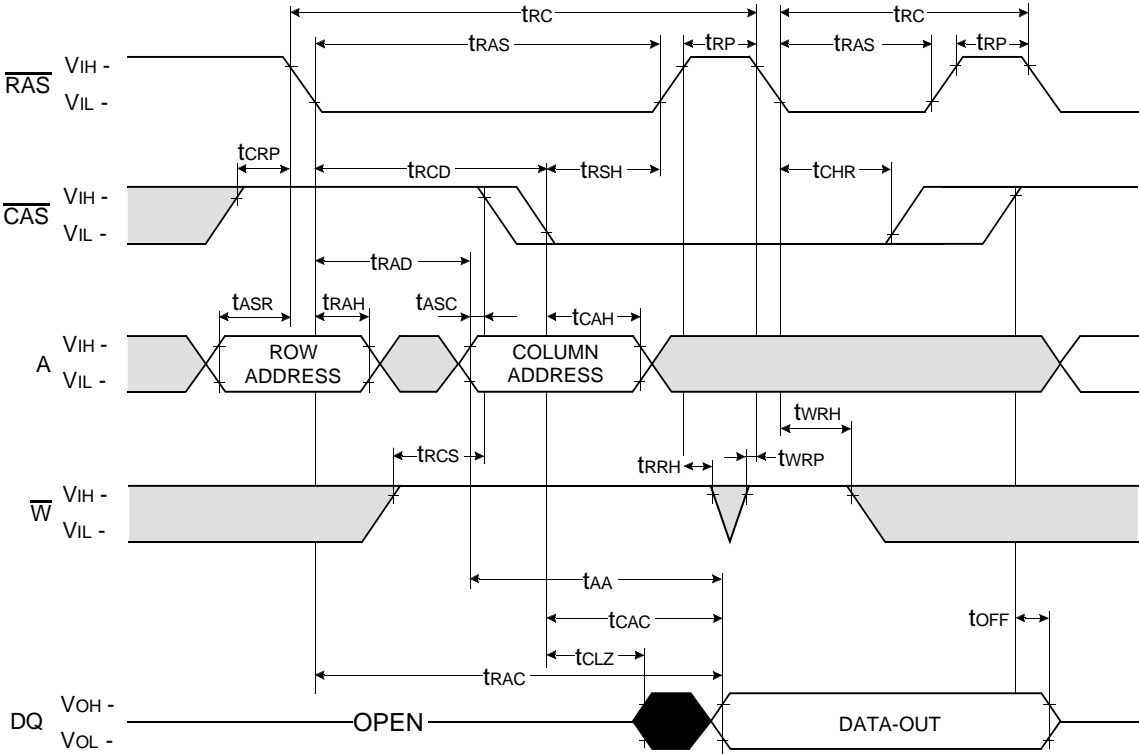 tRC tRC
tRAS tRP tRAS tRP
RAS VIH -
VIL -
tCRP tRCD tRSH tCHR
CAS VIH -
VIL -
tRAD
tASR tRAH tASC tCAH
A VIH -
VIL -
ROW ADDRESS
COLUMN ADDRESS
tWRH
tRCS tRRH tWRP
W VIH -
VIL -
tAA
tCAC tOFF
tCLZ
tRAC
DQ VOH -
VOL -
OPEN DATA-OUT